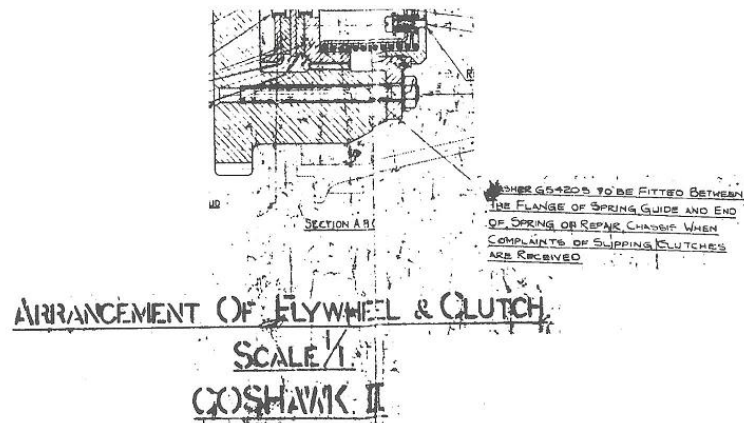 SECTION A B C
WASHER G54205 TO BE FITTED BETWEEN
THE FLANGE OF SPRING GUIDE AND END
OF SPRING OF REPAIR CHASSIS WHEN
COMPLAINTS OF SLIPPING CLUTCHES
ARE RECEIVED
ARRANGEMENT OF FLYWHEEL & CLUTCH
SCALE 1/1
GOSHAWK II